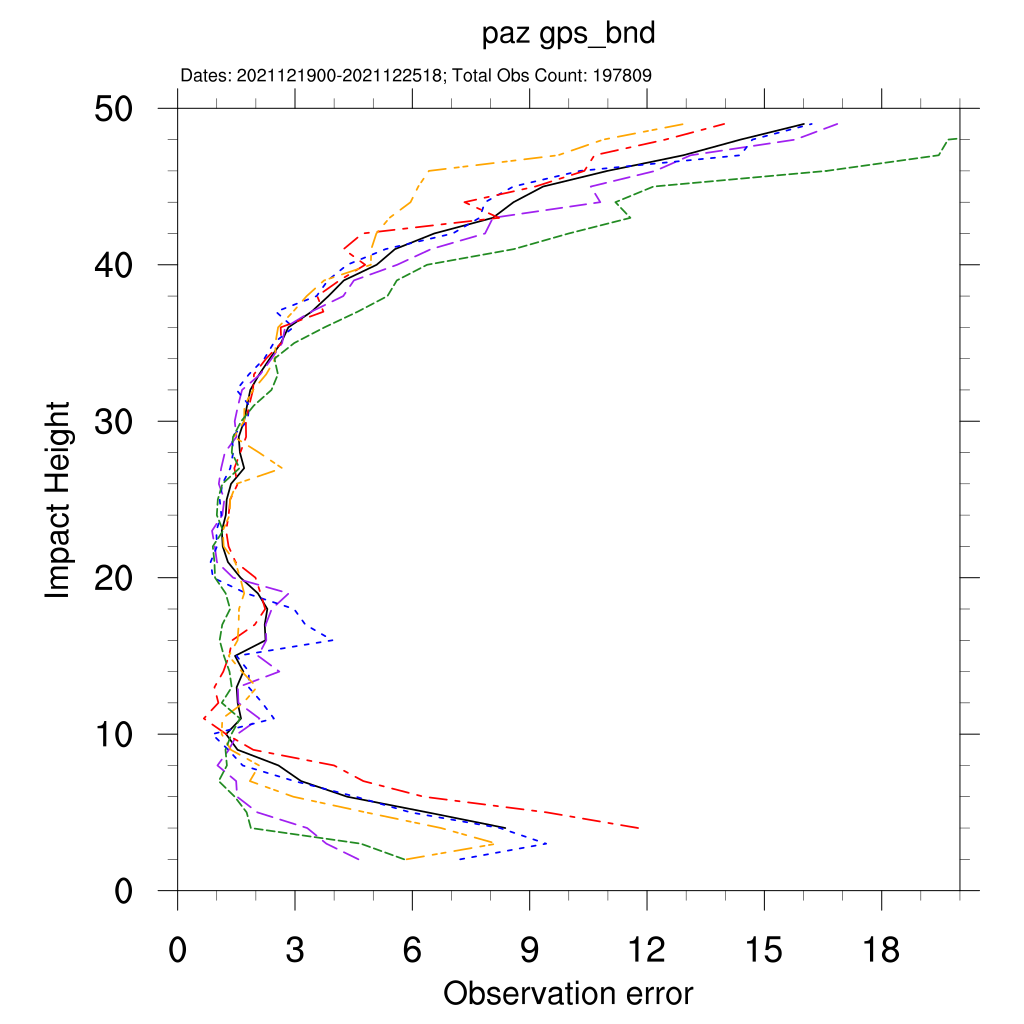 paz gps_bnd
Dates: 2021121900-2021122518; Total Obs Count: 197809
50
40
30
20
10
0
Impact Height
0 3 6 9 12 15 18
Observation error